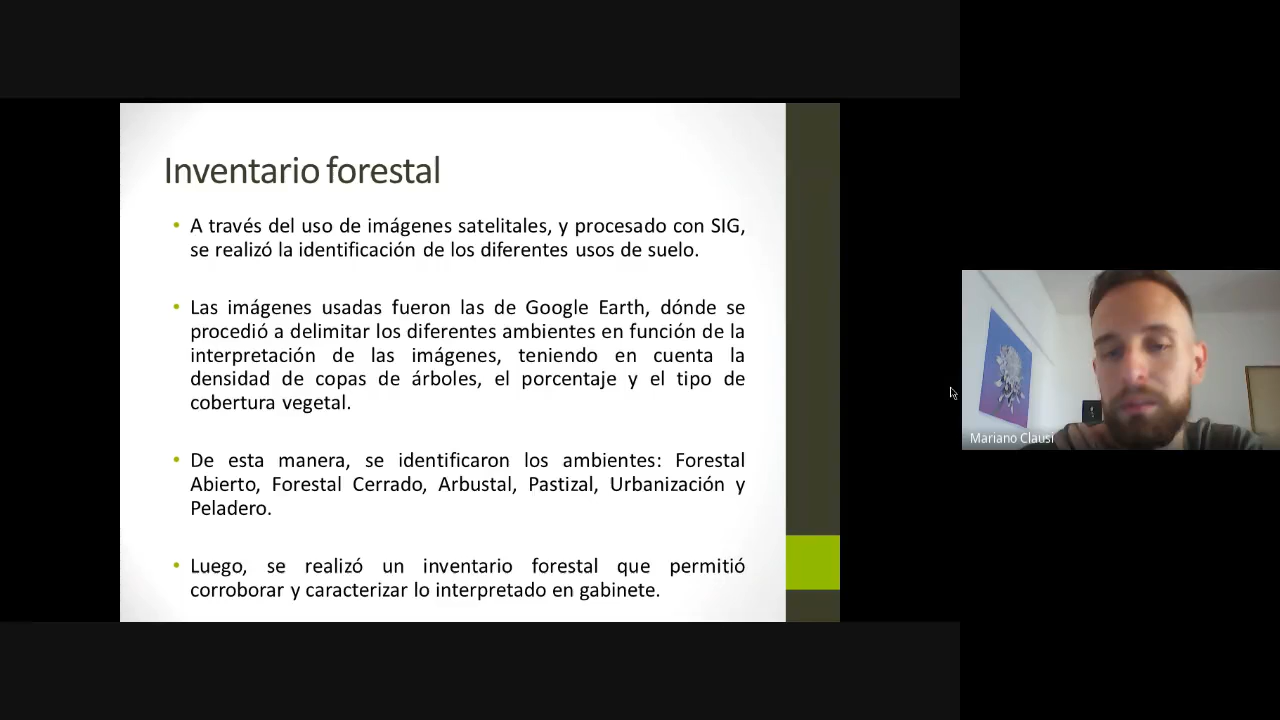 Inventario forestal
• A través del uso de imágenes satelitales, y procesado con SIG,
se realizó la identificación de los diferentes usos de suelo.
• Las imágenes usadas fueron las de Google Earth, dónde se
procedió a delimitar los diferentes ambientes en función de la
interpretación de las imágenes, teniendo en cuenta la
densidad de copas de árboles, el porcentaje y el tipo de
cobertura vegetal.
• De esta manera, se identificaron los ambientes: Forestal
Abierto, Forestal Cerrado, Arbustal, Pastizal, Urbanización y
Peladero.
• Luego, se realizó un inventario forestal que permitió
corroborar y caracterizar lo interpretado en gabinete.
Mariano Clausi